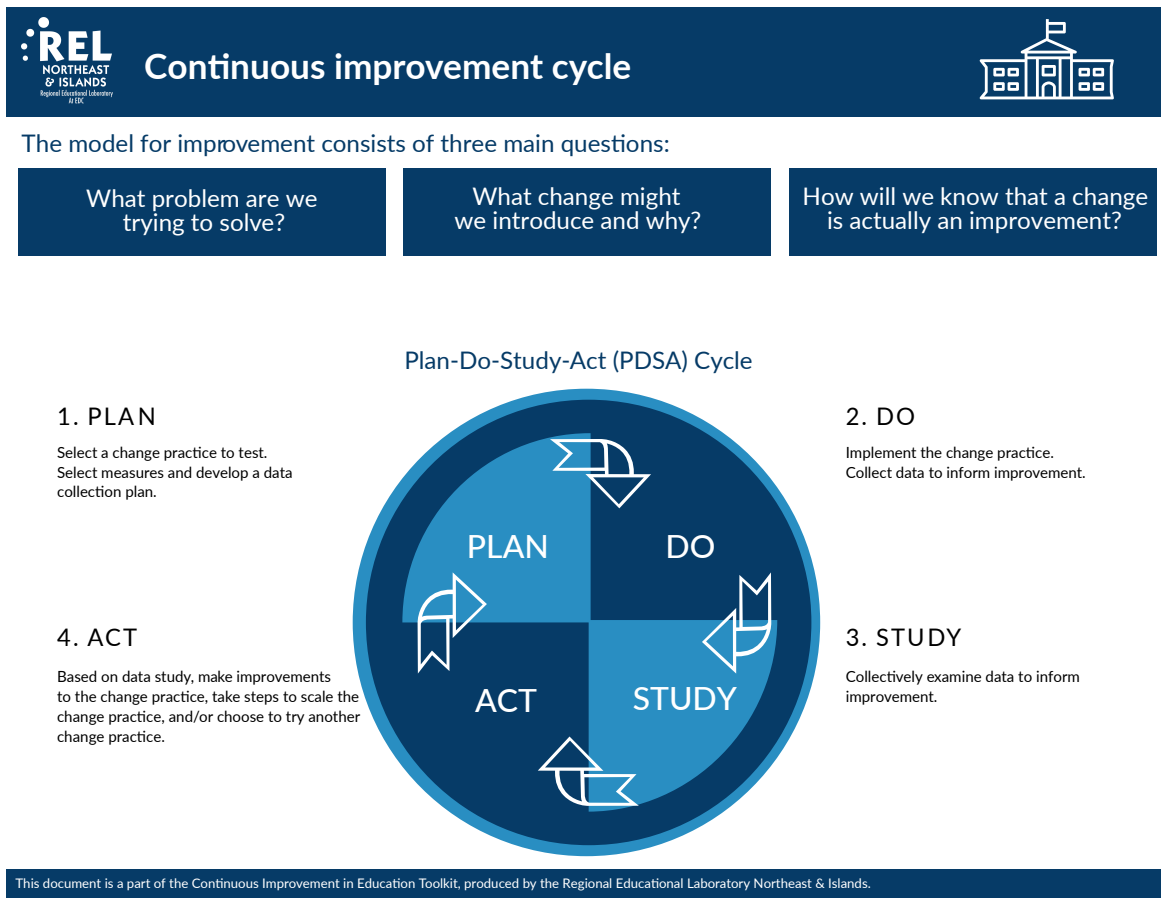 REL
NORTHEAST
& ISLANDS
Regional Educational Laboratory
At EDC
Continuous improvement cycle
The model for improvement consists of three main questions:
What problem are we
trying to solve?
What change might
we introduce and why?
How will we know that a change
is actually an improvement?
Plan-Do-Study-Act (PDSA) Cycle
1. PLAN
Select a change practice to test.
Select measures and develop a data
collection plan.
2. DO
Implement the change practice.
Collect data to inform improvement.
PLAN
DO
ACT
STUDY
4. ACT
Based on data study, make improvements
to the change practice, take steps to scale the
change practice, and/or choose to try another
change practice.
3. STUDY
Collectively examine data to inform
improvement.
This document is a part of the Continuous Improvement in Education Toolkit, produced by the Regional Educational Laboratory Northeast & Islands.